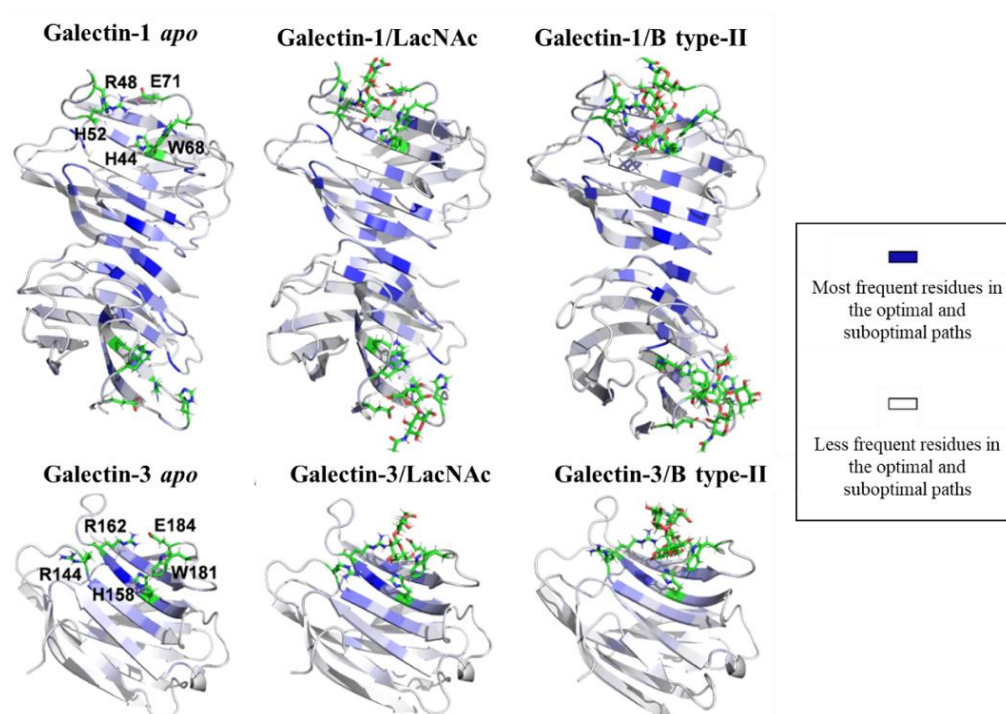 Galectin-1 apo
Galectin-1/LacNAc
Galectin-1/B type-II
R48
E71
H52
W68
H44
Most frequent residues in
the optimal and
suboptimal paths
Less frequent residues in
the optimal and
suboptimal paths
Galectin-3 apo
Galectin-3/LacNAc
Galectin-3/B type-II
R162
E184
R144
W181
H158